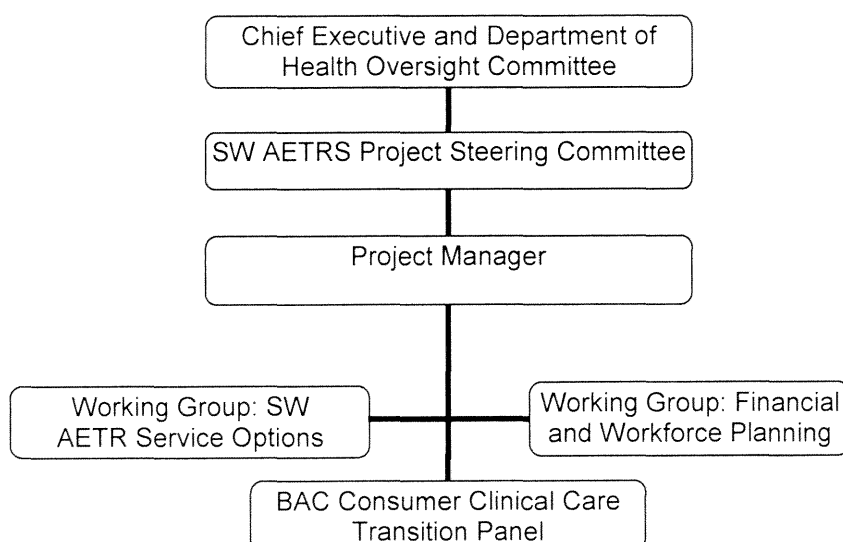 Chief Executive and Department of
Health Oversight Committee
SW AETRS Project Steering Committee
Project Manager
Working Group: SW
AETR Service Options
Working Group: Financial
and Workforce Planning
BAC Consumer Clinical Care
Transition Panel